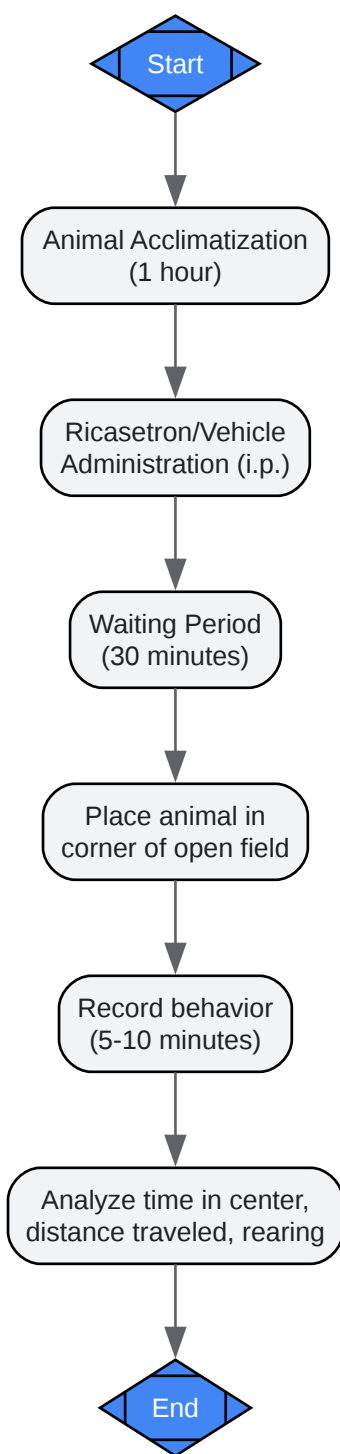 Start
Animal Acclimatization
(1 hour)
Ricasetron/Vehicle
Administration (i.p.)
Waiting Period
(30 minutes)
Place animal in
corner of open field
Record behavior
(5-10 minutes)
Analyze time in center,
distance traveled, rearing
End